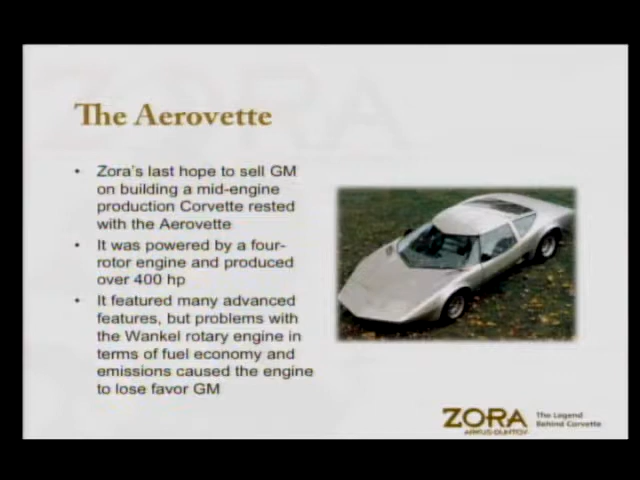 The Aerovette
• Zora's last hope to sell GM
on building a mid-engine
production Corvette rested
with the Aerovette
• It was powered by a four-
rotor engine and produced
over 400 hp
• It featured many advanced
features, but problems with
the Wankel rotary engine in
terms of fuel economy and
emissions caused the engine
to lose favor GM
ZORA
ARKUS-DUNTOV
The Legend
Behind Corvette